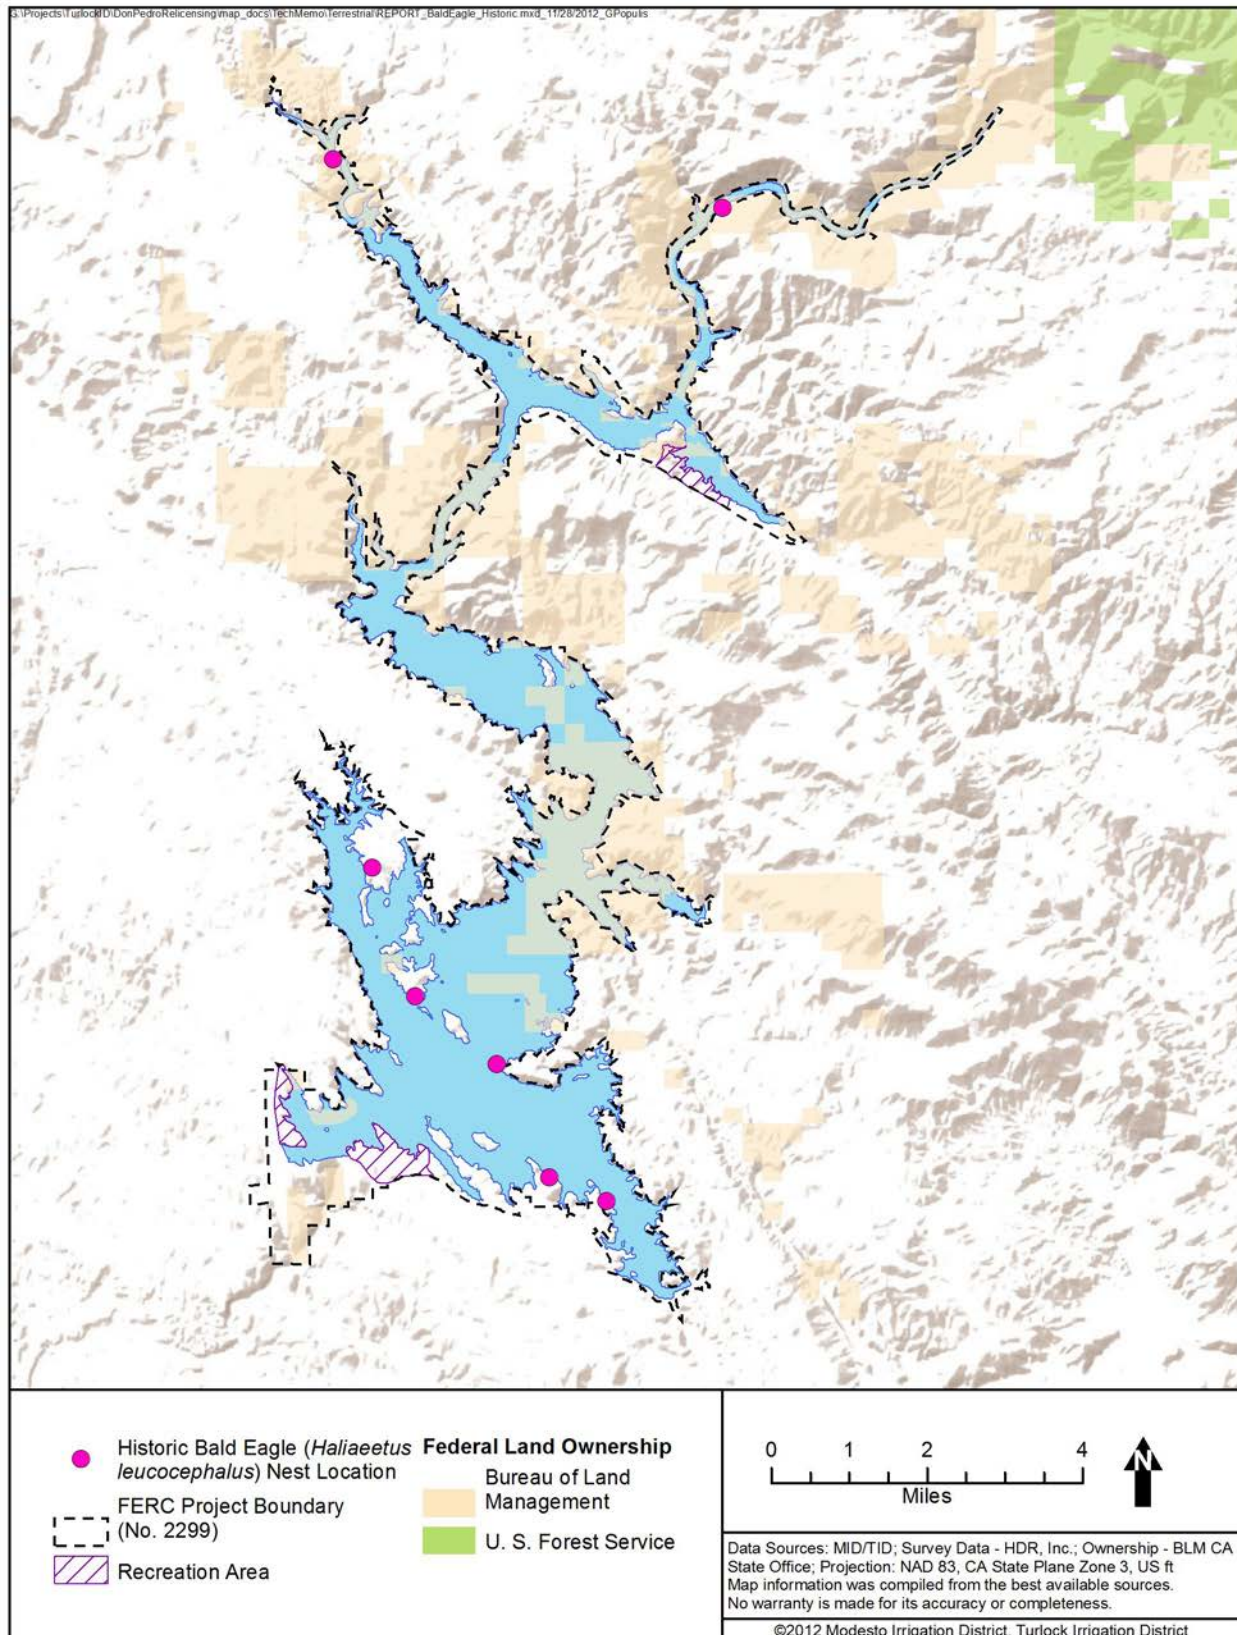 G:\Projects\TurlockID\DonPedroRelicensing\map_docs\TechMemo\Terrestrial\REPORT_BaldEagle_Historic.mxd_11/28/2012_GPopulis
Historic Bald Eagle (Haliaeetus
leucocephalus) Nest Location
FERC Project Boundary
(No. 2299)
Recreation Area
Federal Land Ownership
Bureau of Land
Management
U. S. Forest Service
0 1 2 4
Miles
N
Data Sources: MID/TID; Survey Data - HDR, Inc.; Ownership - BLM CA
State Office; Projection: NAD 83, CA State Plane Zone 3, US ft
Map information was compiled from the best available sources.
No warranty is made for its accuracy or completeness.
©2012 Modesto Irrigation District, Turlock Irrigation District